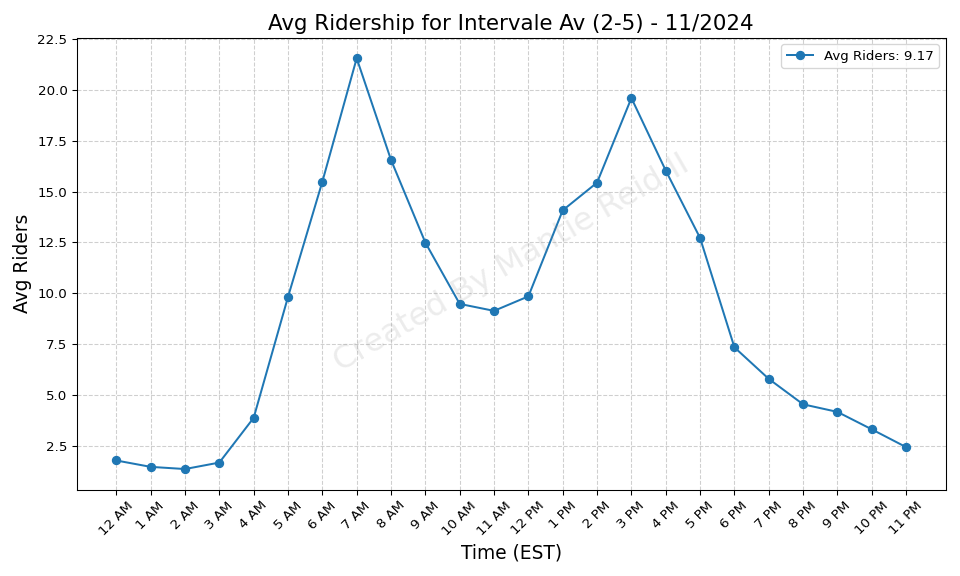 Avg Ridership for Intervale Av (2-5) - 11/2024
Avg Riders: 9.17
22.5
20.0
17.5
15.0
12.5
10.0
7.5
5.0
2.5
Avg Riders
Created By Mantie Reid II
12 AM
1 AM
2 AM
3 AM
4 AM
5 AM
6 AM
7 AM
8 AM
9 AM
10 AM
11 AM
12 PM
1 PM
2 PM
3 PM
4 PM
5 PM
6 PM
7 PM
8 PM
9 PM
10 PM
11 PM
Time (EST)